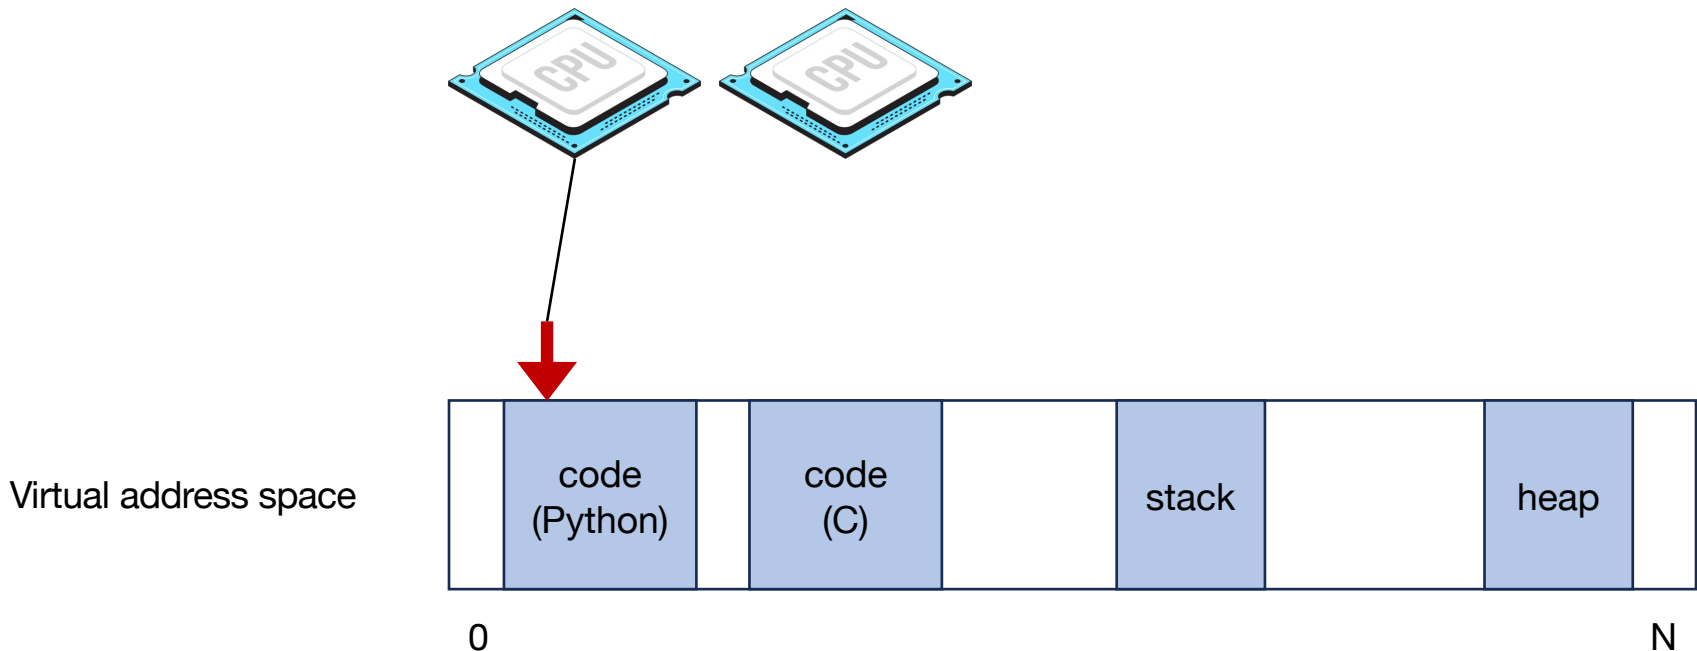 CPU
CPU
Virtual address space
code
(Python)
code
(C)
stack
heap
0
N